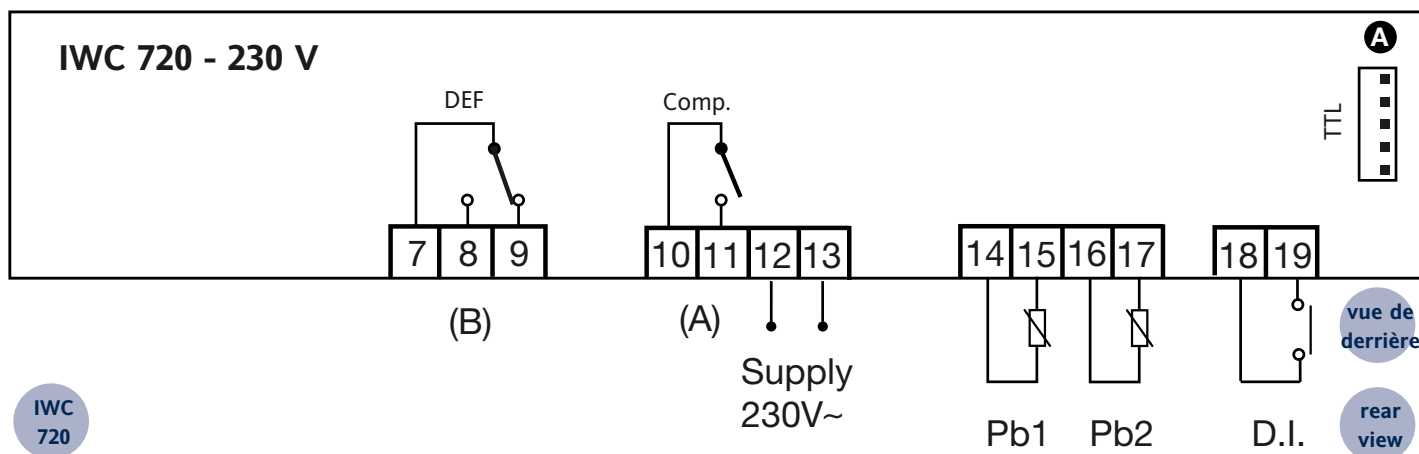 IWC 720 - 230 V
A
DEF
Comp.
TTL
7 8 9
10 11 12 13
14 15 16 17
18 19
(B)
(A)
Supply
230V~
Pb1
Pb2
D.I.
vue de
derrière
IWC
720
rear
view